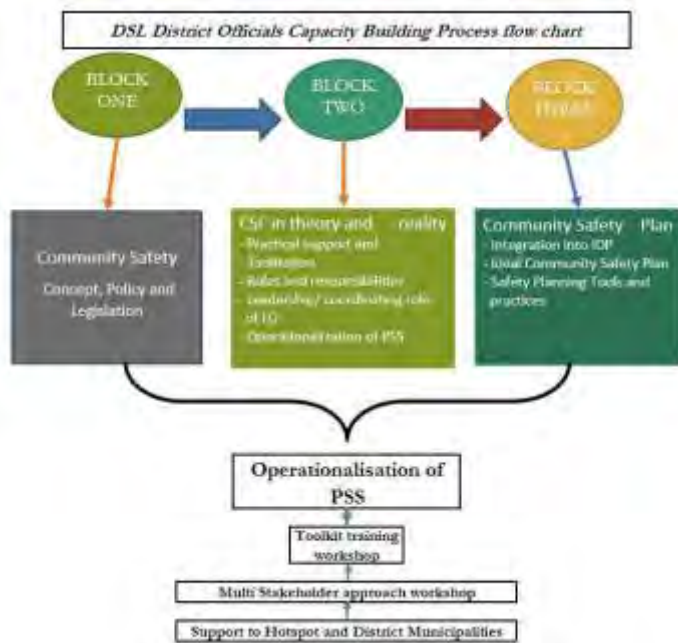 DSL District Officials Capacity Building Process flow chart
BLOCK
ONE
BLOCK
TWO
BLOCK
THREE
Community Safety
Concept, Policy and
Legislation
CSF in theory and reality
- Practical support and
facilitation
- Roles and responsibilities
- Leadership/ coordinating role
of LG
- Operationalization of PSS
Community Safety Plan
- Integration into IDP
- Ideal Community Safety Plan
- Safety Planning Tools and
practices
Operationalisation of
PSS
Toolkit training
workshop
Multi Stakeholder approach workshop
Support to Hotspot and District Municipalities